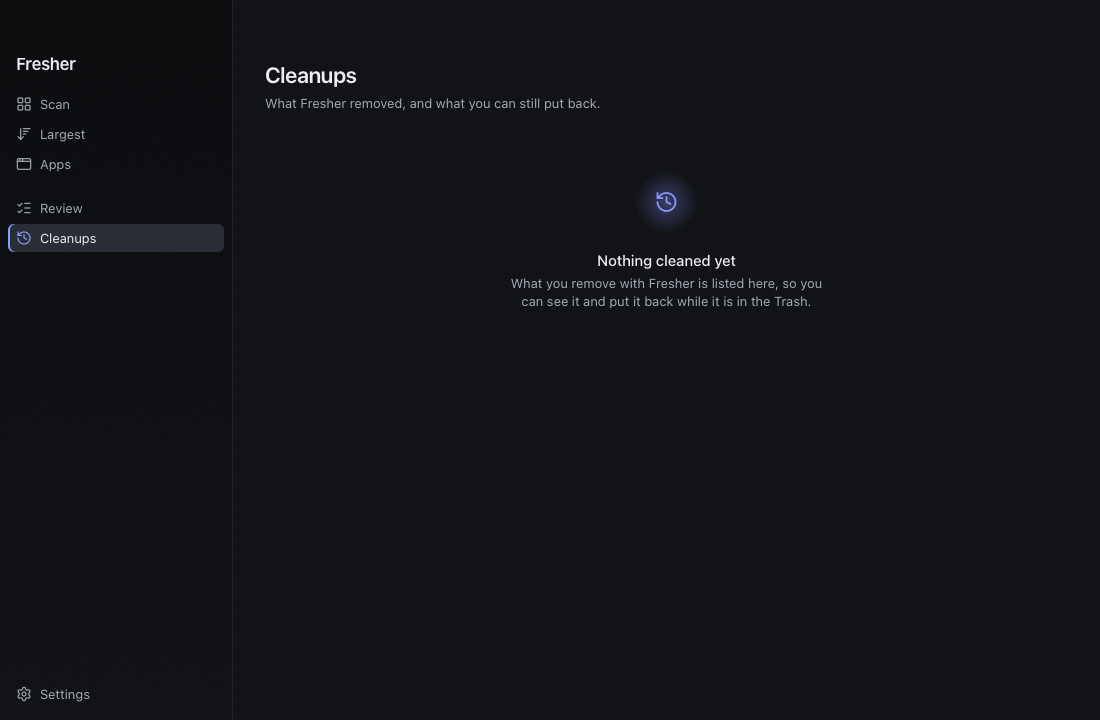 Fresher
Scan
Largest
Apps
Review
Cleanups
Settings
Cleanups
What Fresher removed, and what you can still put back.
Nothing cleaned yet
What you remove with Fresher is listed here, so you
can see it and put it back while it is in the Trash.